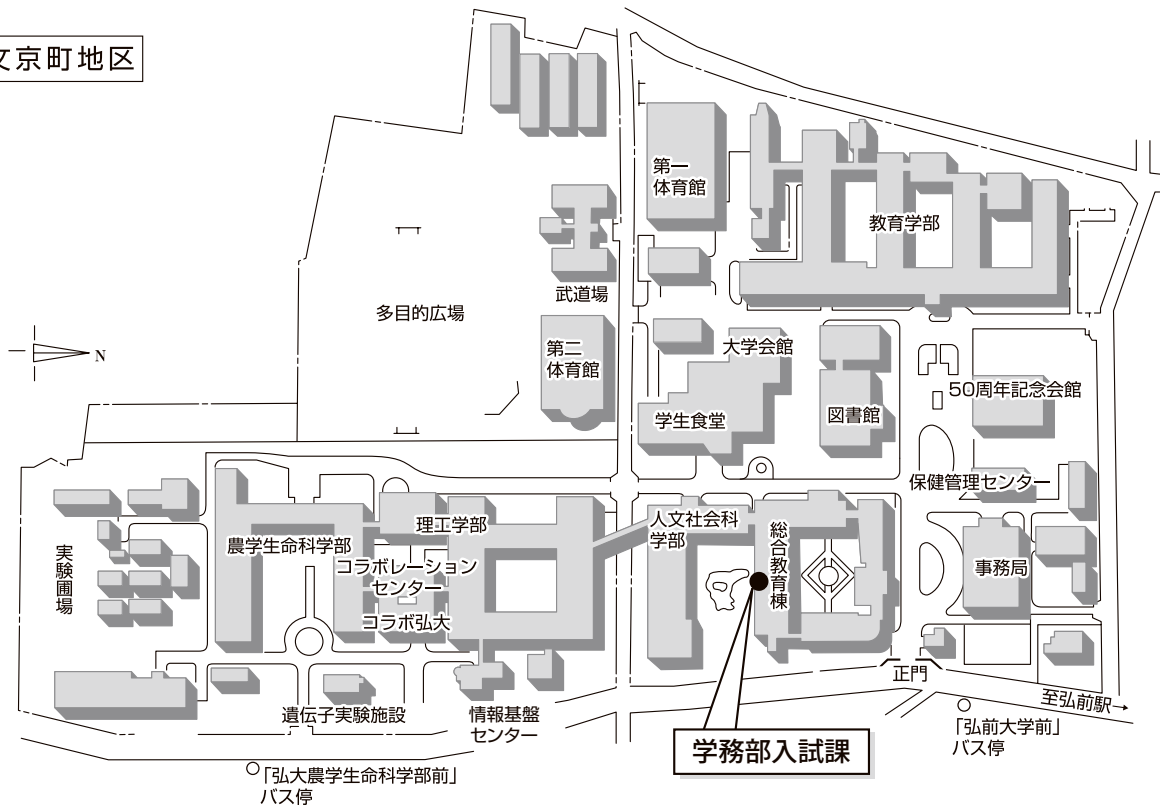 文京町地区
第一
体育館
教育学部
武道場
多目的広場
N
第二
体育館
大学会館
50周年記念会館
学生食堂
図書館
保健管理センター
人文社会科
学部
理工学部
総合教育棟
農学生命科学部
コラボレーション
センター
実験圃場
事務局
コラボ弘大
正門
遺伝子実験施設
情報基盤
センター
至弘前駅→
「弘前大学前」
バス停
学務部入試課
「弘大農学生命科学部前」
バス停